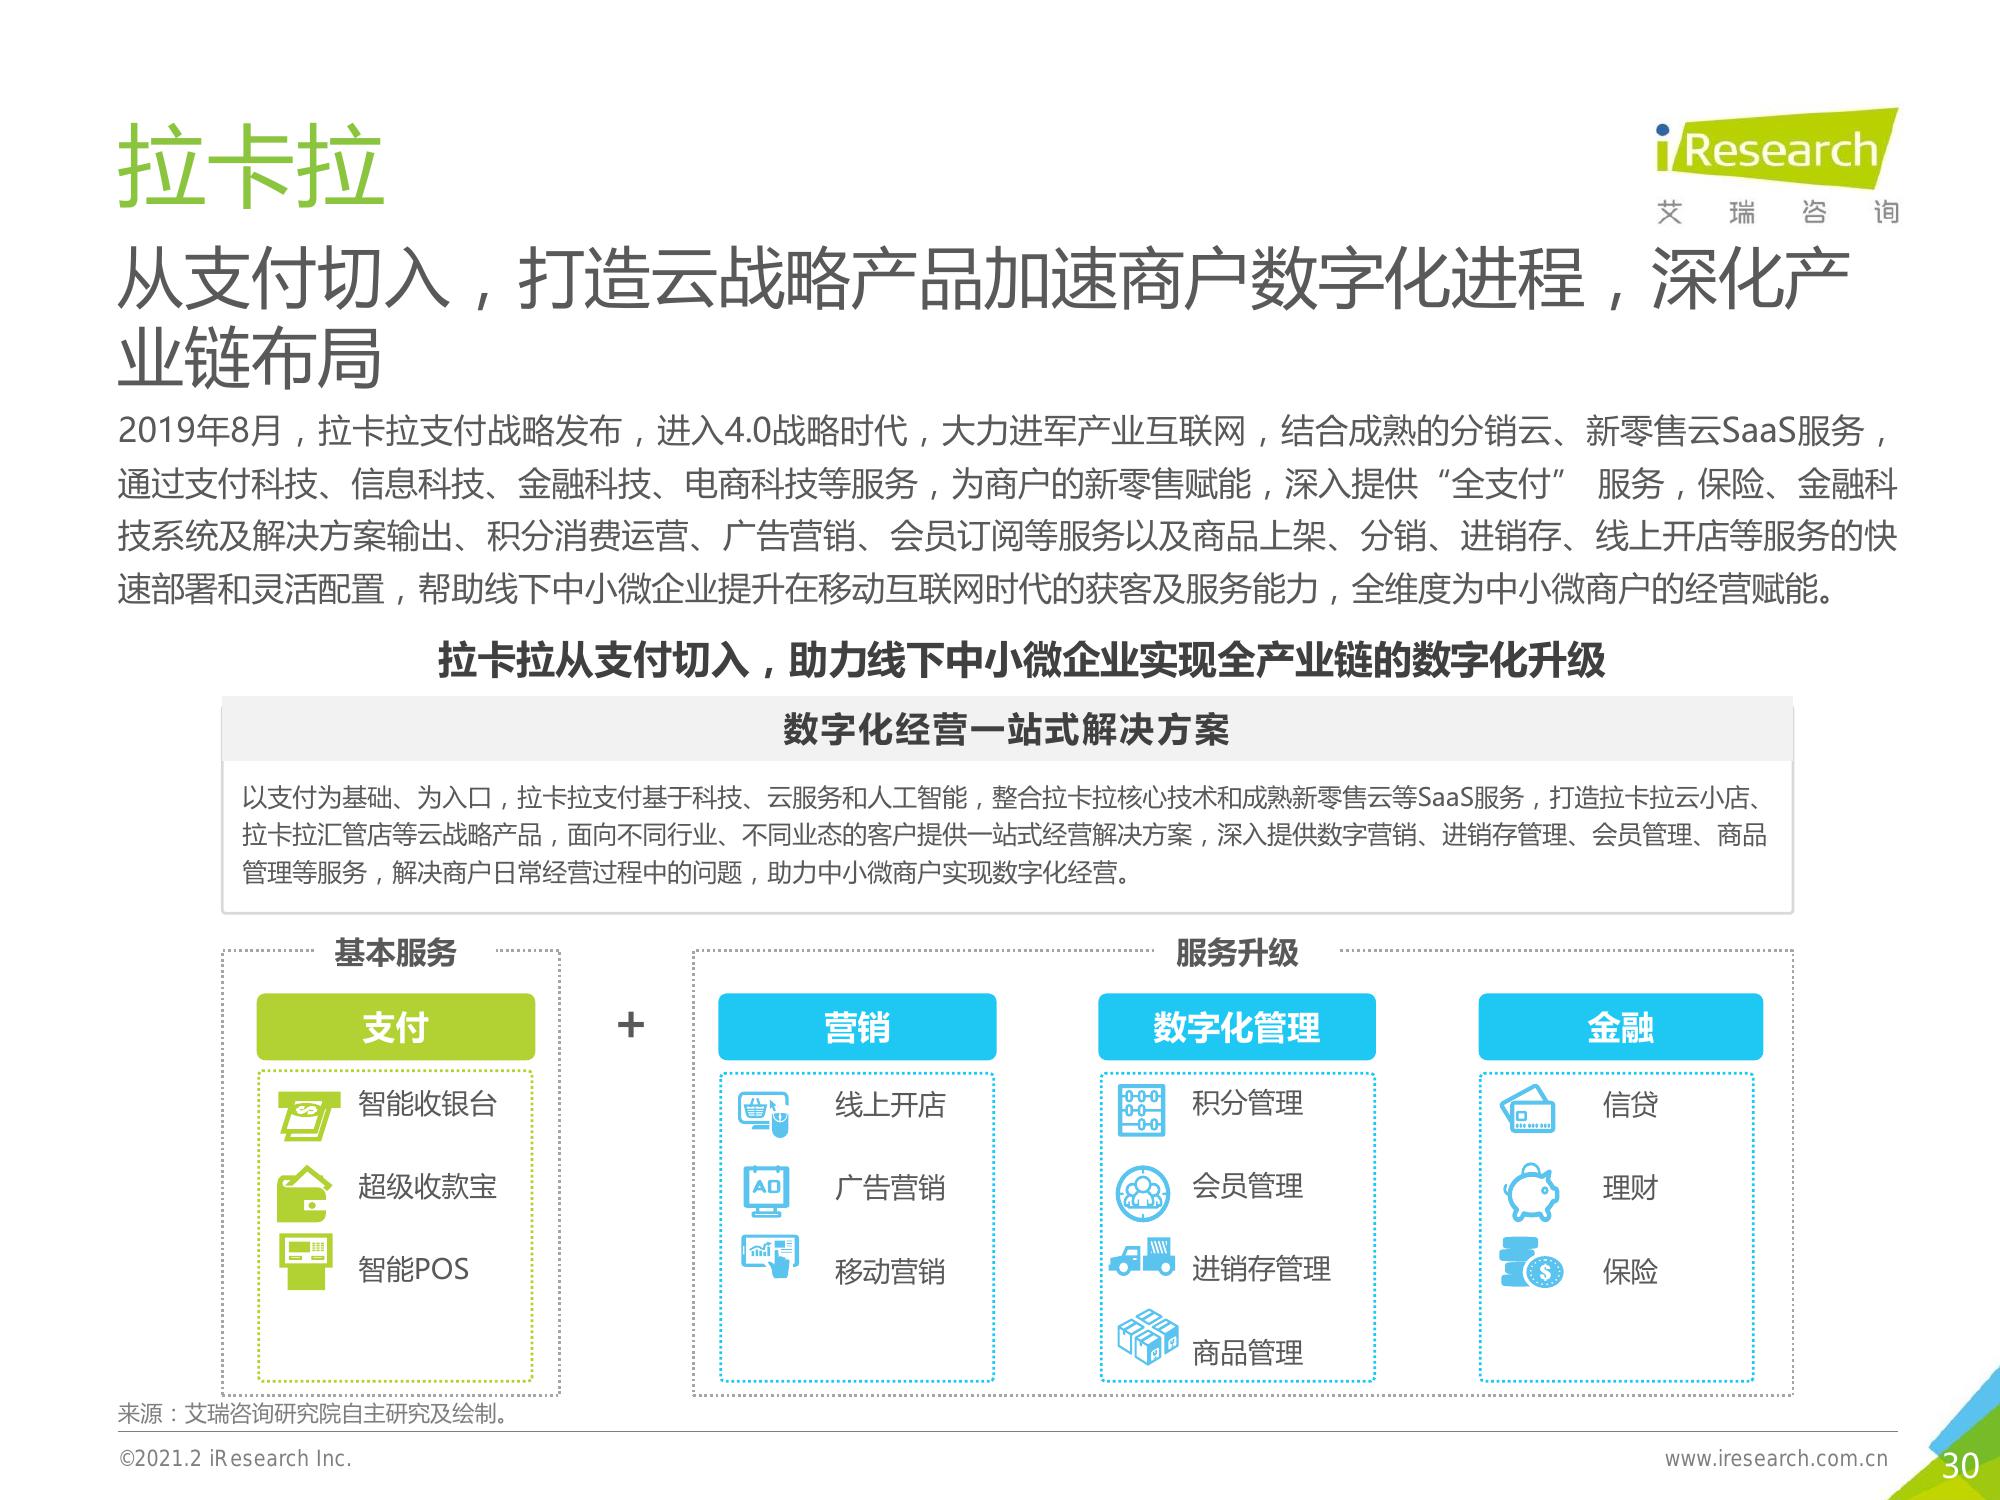 拉卡拉
iResearch
艾瑞咨询
从支付切入，打造云战略产品加速商户数字化进程，深化产
业链布局
2019年8月，拉卡拉支付战略发布，进入4.0战略时代，大力进军产业互联网，结合成熟的分销云、新零售云SaaS服务，
通过支付科技、信息科技、金融科技、电商科技等服务，为商户的新零售赋能，深入提供“全支付” 服务，保险、金融科
技系统及解决方案输出、积分消费运营、广告营销、会员订阅等服务以及商品上架、分销、进销存、线上开店等服务的快
速部署和灵活配置，帮助线下中小微企业提升在移动互联网时代的获客及服务能力，全维度为中小微商户的经营赋能。
拉卡拉从支付切入，助力线下中小微企业实现全产业链的数字化升级
数字化经营一站式解决方案
以支付为基础、为入口，拉卡拉支付基于科技、云服务和人工智能，整合拉卡拉核心技术和成熟新零售云等SaaS服务，打造拉卡拉云小店、
拉卡拉汇管店等云战略产品，面向不同行业、不同业态的客户提供一站式经营解决方案，深入提供数字营销、进销存管理、会员管理、商品
管理等服务，解决商户日常经营过程中的问题，助力中小微商户实现数字化经营。
基本服务
支付
智能收银台
超级收款宝
智能POS
+
服务升级
营销
线上开店
AD
广告营销
移动营销
数字化管理
积分管理
会员管理
进销存管理
商品管理
金融
信贷
理财
保险
来源：艾瑞咨询研究院自主研究及绘制。
©2021.2 iResearch Inc.
www.iresearch.com.cn
30